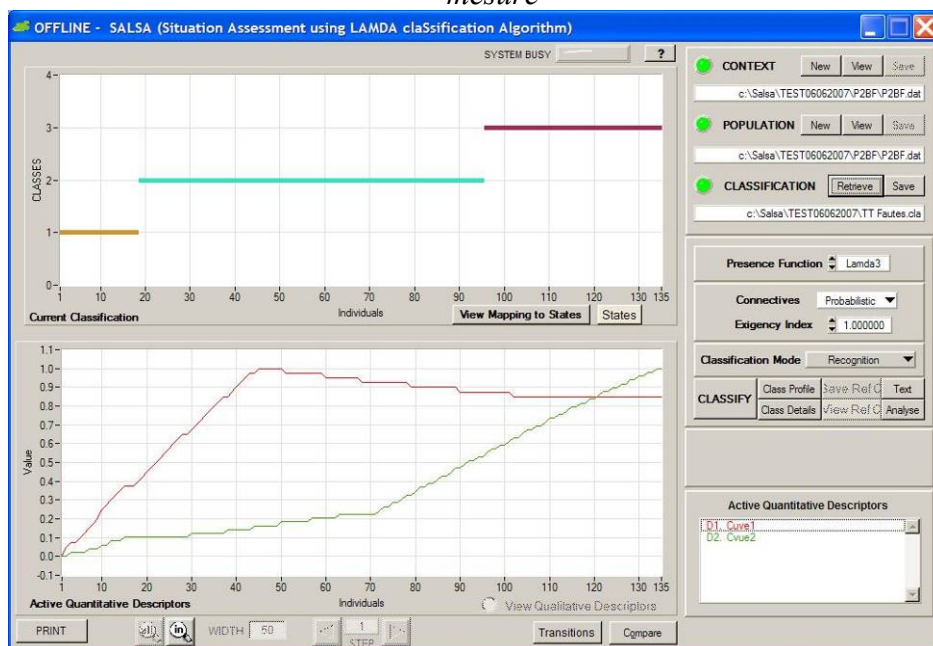 mesure
OFFLINE - SALSA (Situation Assessment using LAMDA claSsification Algorithm)
SYSTEM BUSY ?
4
3
2
1
0
CLASSES
1 10 20 30 40 50 60 70 80 90 100 110 120 130 135
Current Classification Individuals View Mapping to States States
1.1
1.0
0.9
0.8
0.7
0.6
0.5
0.4
0.3
0.2
0.1
0.0
-0.1
Value
1 10 20 30 40 50 60 70 80 90 100 110 120 130 135
Active Quantitative Descriptors Individuals View Qualitative Descriptors
PRINT all in WIDTH 50 1 Transitions Compare
STEP
CONTEXT New View Save
c:\Salsa\TEST06062007\P2BF\P2BF.dat
POPULATION New View Save
c:\Salsa\TEST06062007\P2BF\P2BF.dat
CLASSIFICATION Retrieve Save
c:\Salsa\TEST06062007\TT Fautes.cla
Presence Function Lamda3
Connectives Probabilistic
Exigency Index 1.000000
Classification Mode Recognition
CLASSIFY Class Profile Save Ref C Text
Class Details View Ref C Analyse
Active Quantitative Descriptors
D1. Cuve1
D2. Cvue2